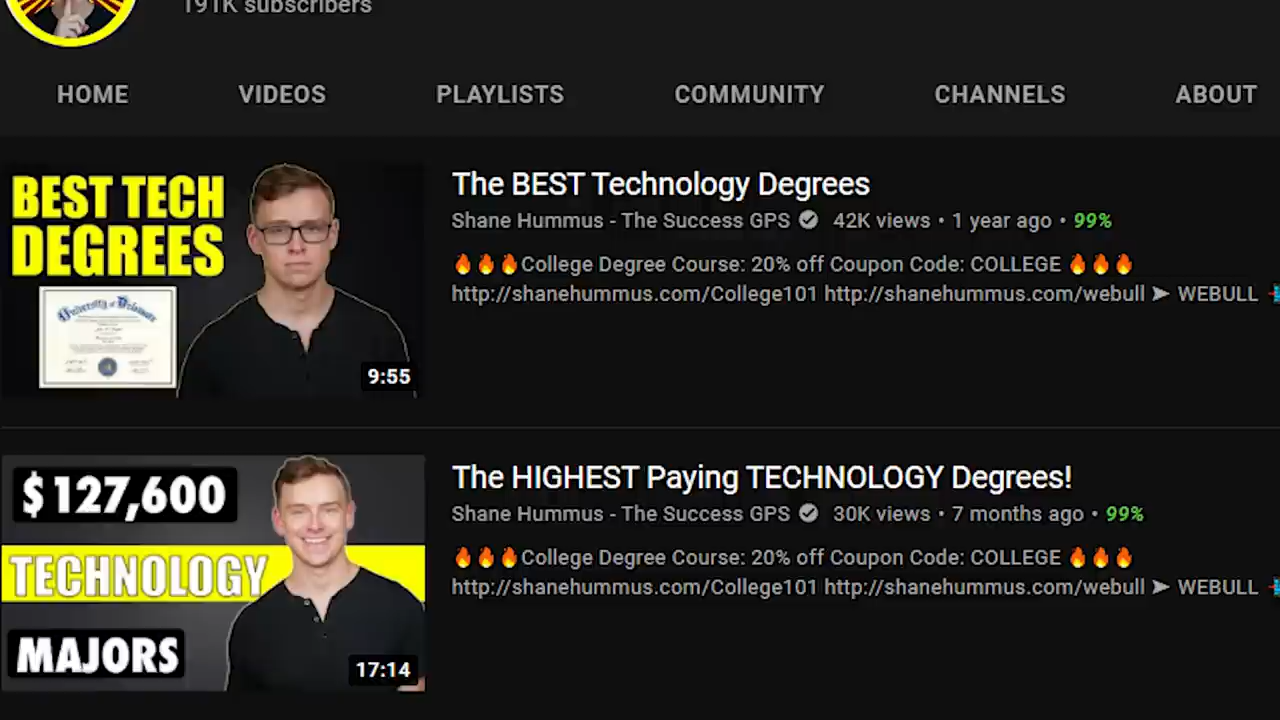 191K subscribers
HOME VIDEOS PLAYLISTS COMMUNITY CHANNELS ABOUT
BEST TECH
DEGREES
9:55
The BEST Technology Degrees
Shane Hummus - The Success GPS 42K views • 1 year ago • 99%
🔥🔥🔥College Degree Course: 20% off Coupon Code: COLLEGE 🔥🔥🔥
http://shanehummus.com/College101 http://shanehummus.com/webull ➤ WEBULL
$127,600
TECHNOLOGY
MAJORS
17:14
The HIGHEST Paying TECHNOLOGY Degrees!
Shane Hummus - The Success GPS 30K views • 7 months ago • 99%
🔥🔥🔥College Degree Course: 20% off Coupon Code: COLLEGE 🔥🔥🔥
http://shanehummus.com/College101 http://shanehummus.com/webull ➤ WEBULL